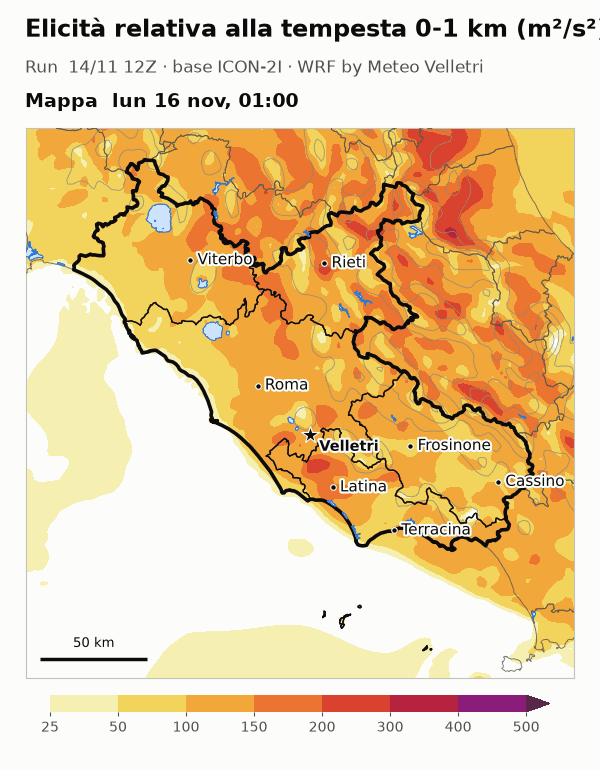 Elicità relativa alla tempesta 0-1 km (m²/s²)
Run 14/11 12Z · base ICON-2I · WRF by Meteo Velletri
Mappa lun 16 nov, 01:00
Viterbo
Rieti
Roma
Velletri
Frosinone
Latina
Cassino
Terracina
50 km
25 50 100 150 200 300 400 500